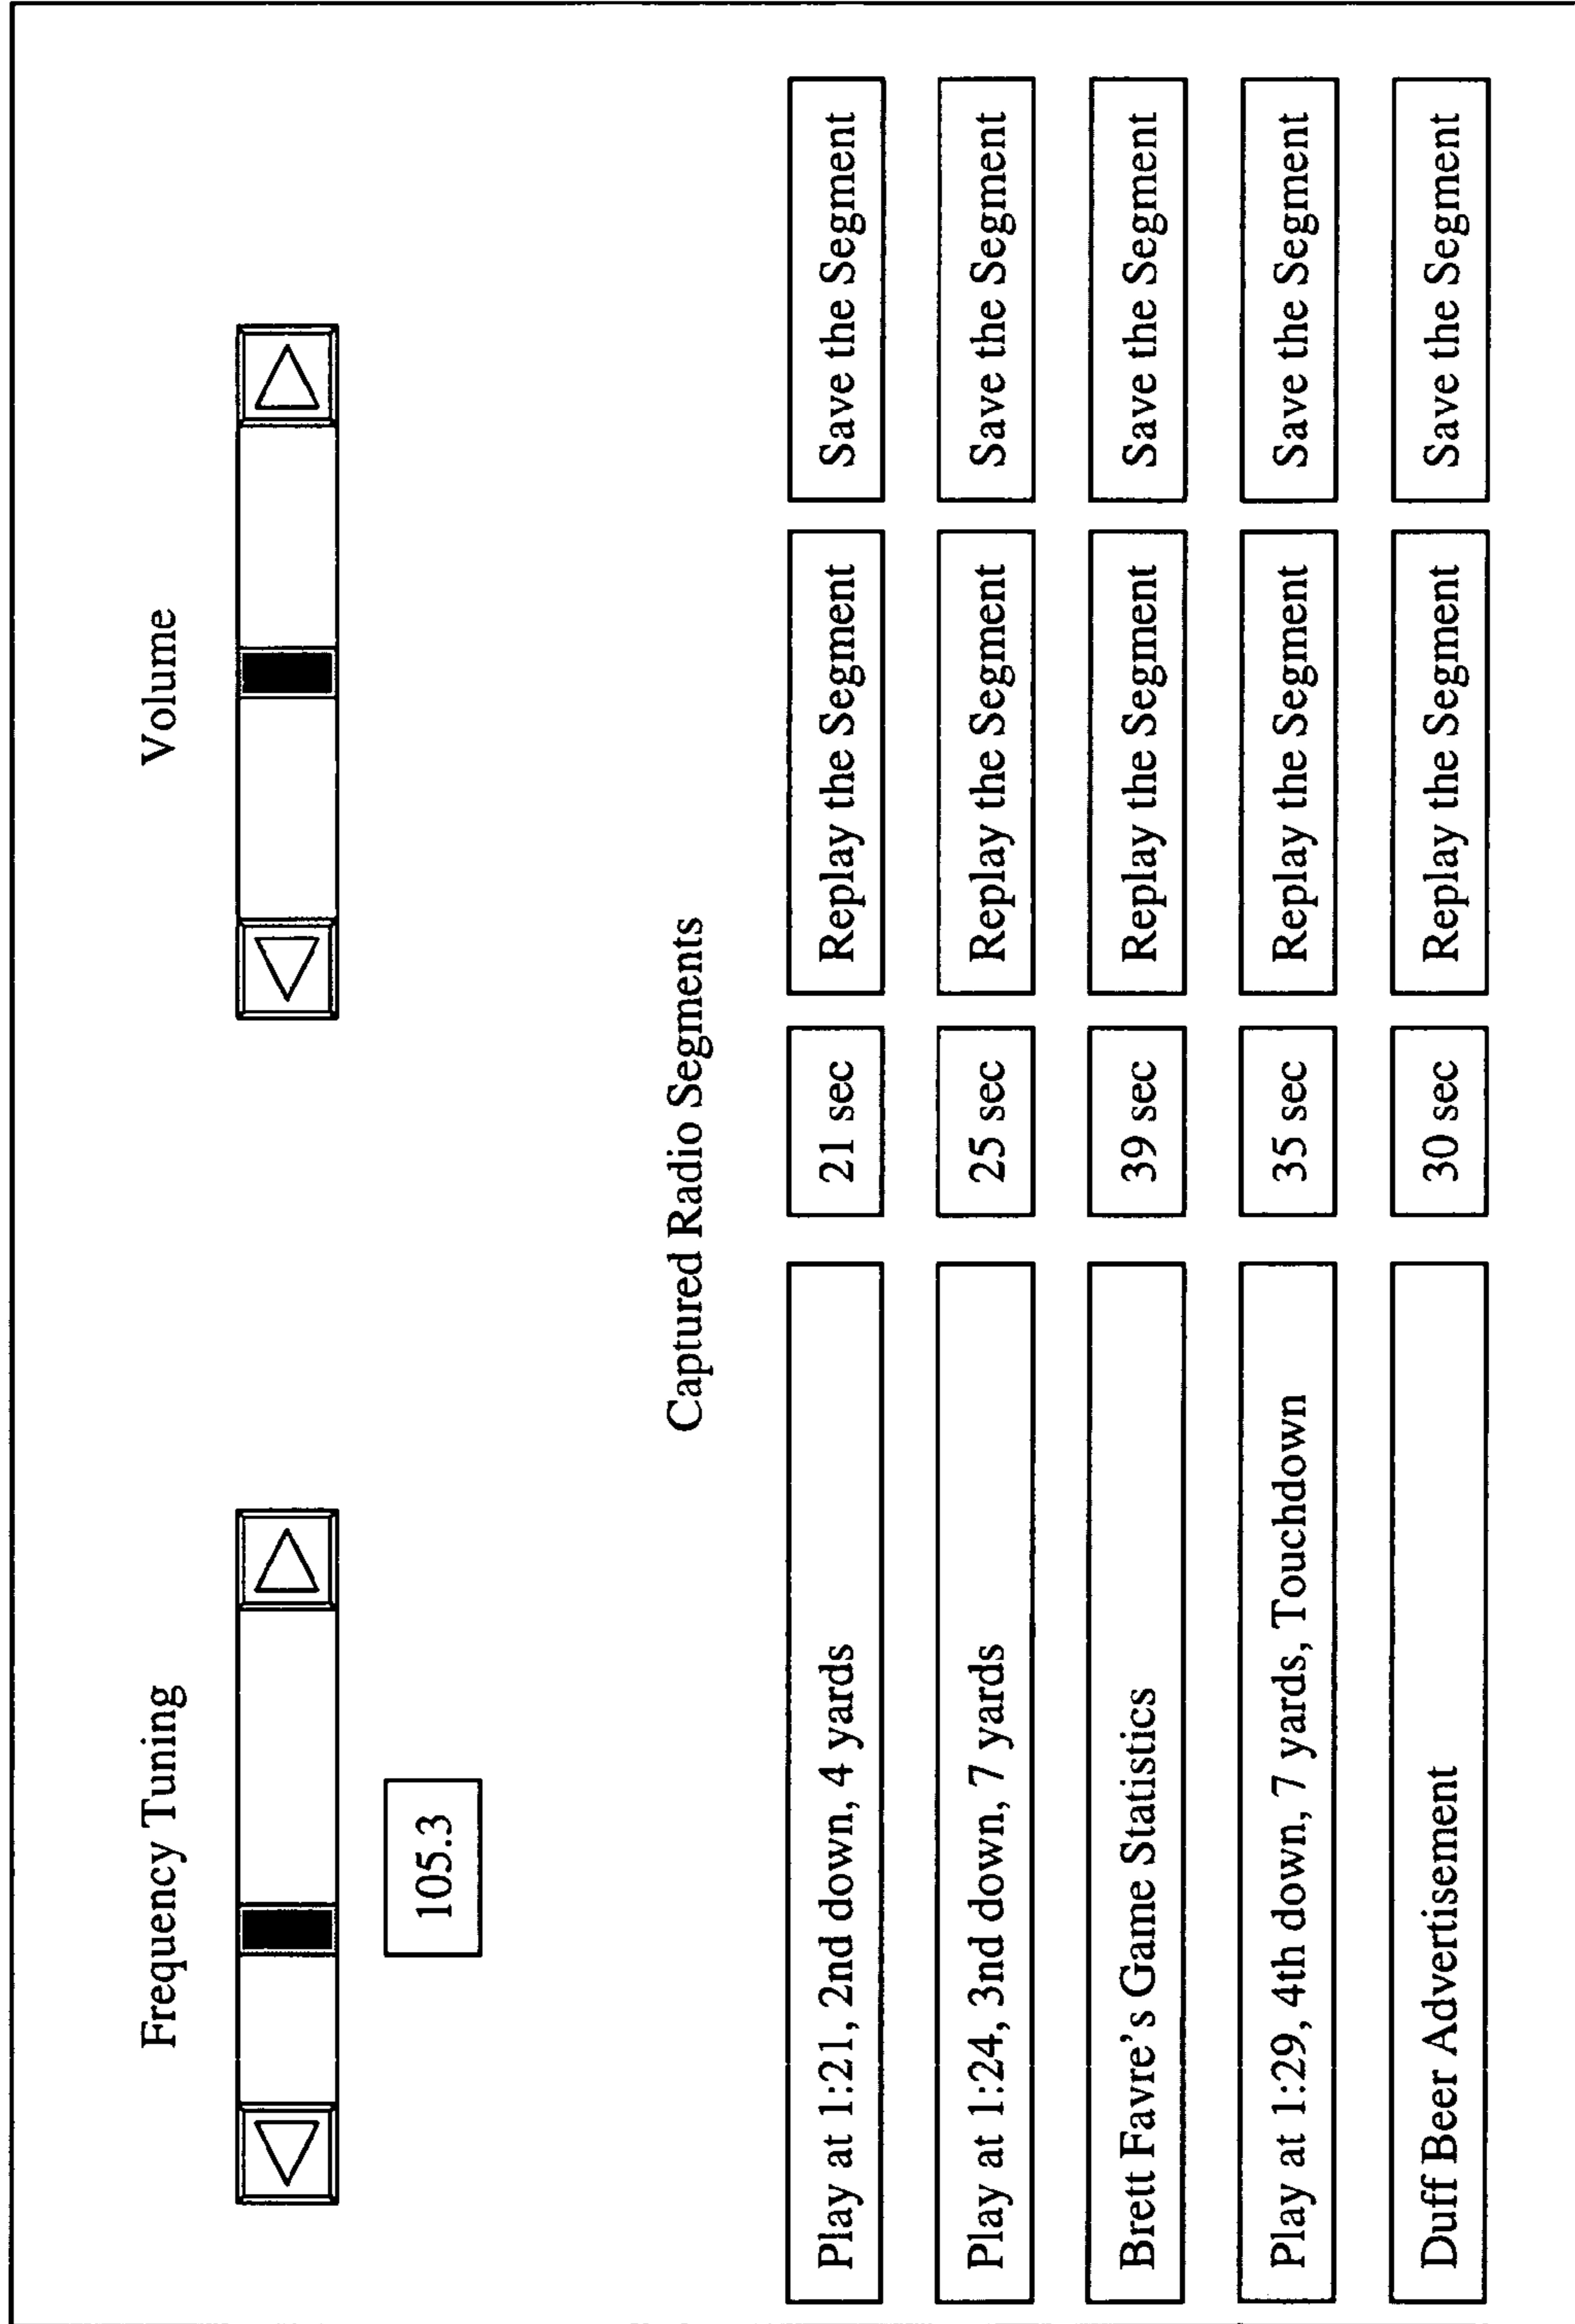 Frequency Tuning
Volume
105.3
Captured Radio Segments
Play at 1:21, 2nd down, 4 yards
21 sec
Replay the Segment
Save the Segment
Play at 1:24, 3nd down, 7 yards
25 sec
Replay the Segment
Save the Segment
Brett Favre's Game Statistics
39 sec
Replay the Segment
Save the Segment
Play at 1:29, 4th down, 7 yards, Touchdown
35 sec
Replay the Segment
Save the Segment
Duff Beer Advertisement
30 sec
Replay the Segment
Save the Segment